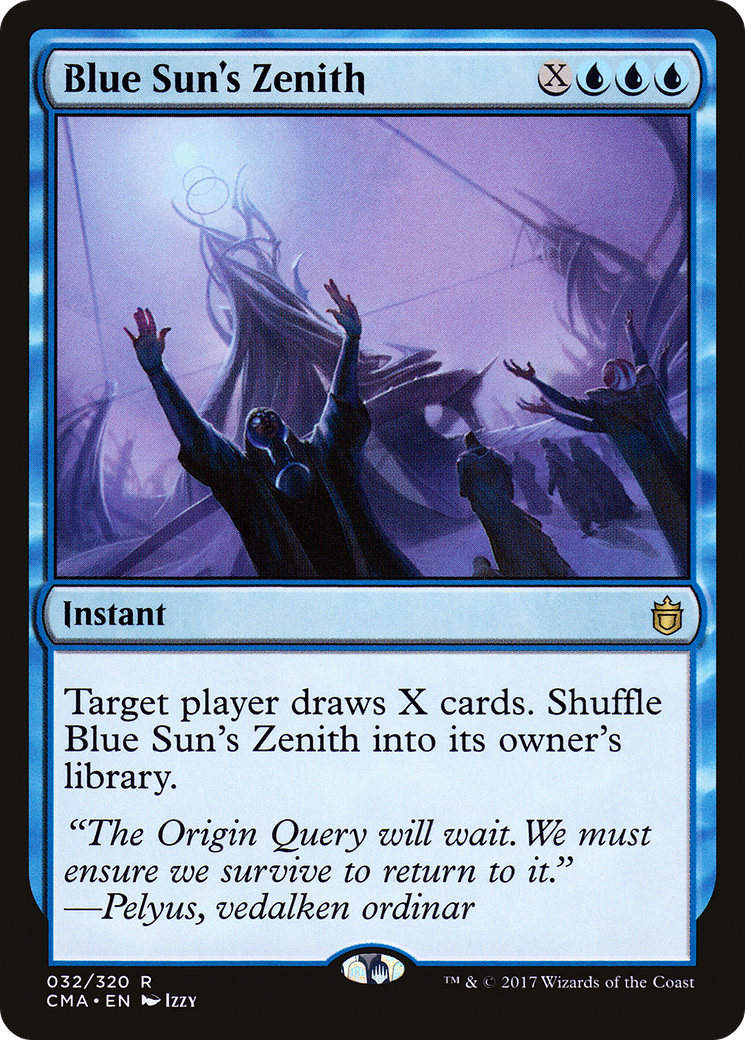 Blue Sun's Zenith X
Instant
Target player draws X cards. Shuffle
Blue Sun's Zenith into its owner's
library.
“The Origin Query will wait. We must
ensure we survive to return to it.”
—Pelyus, vedalken ordinar
032/320 R
CMA • EN Izzy
™ & © 2017 Wizards of the Coast